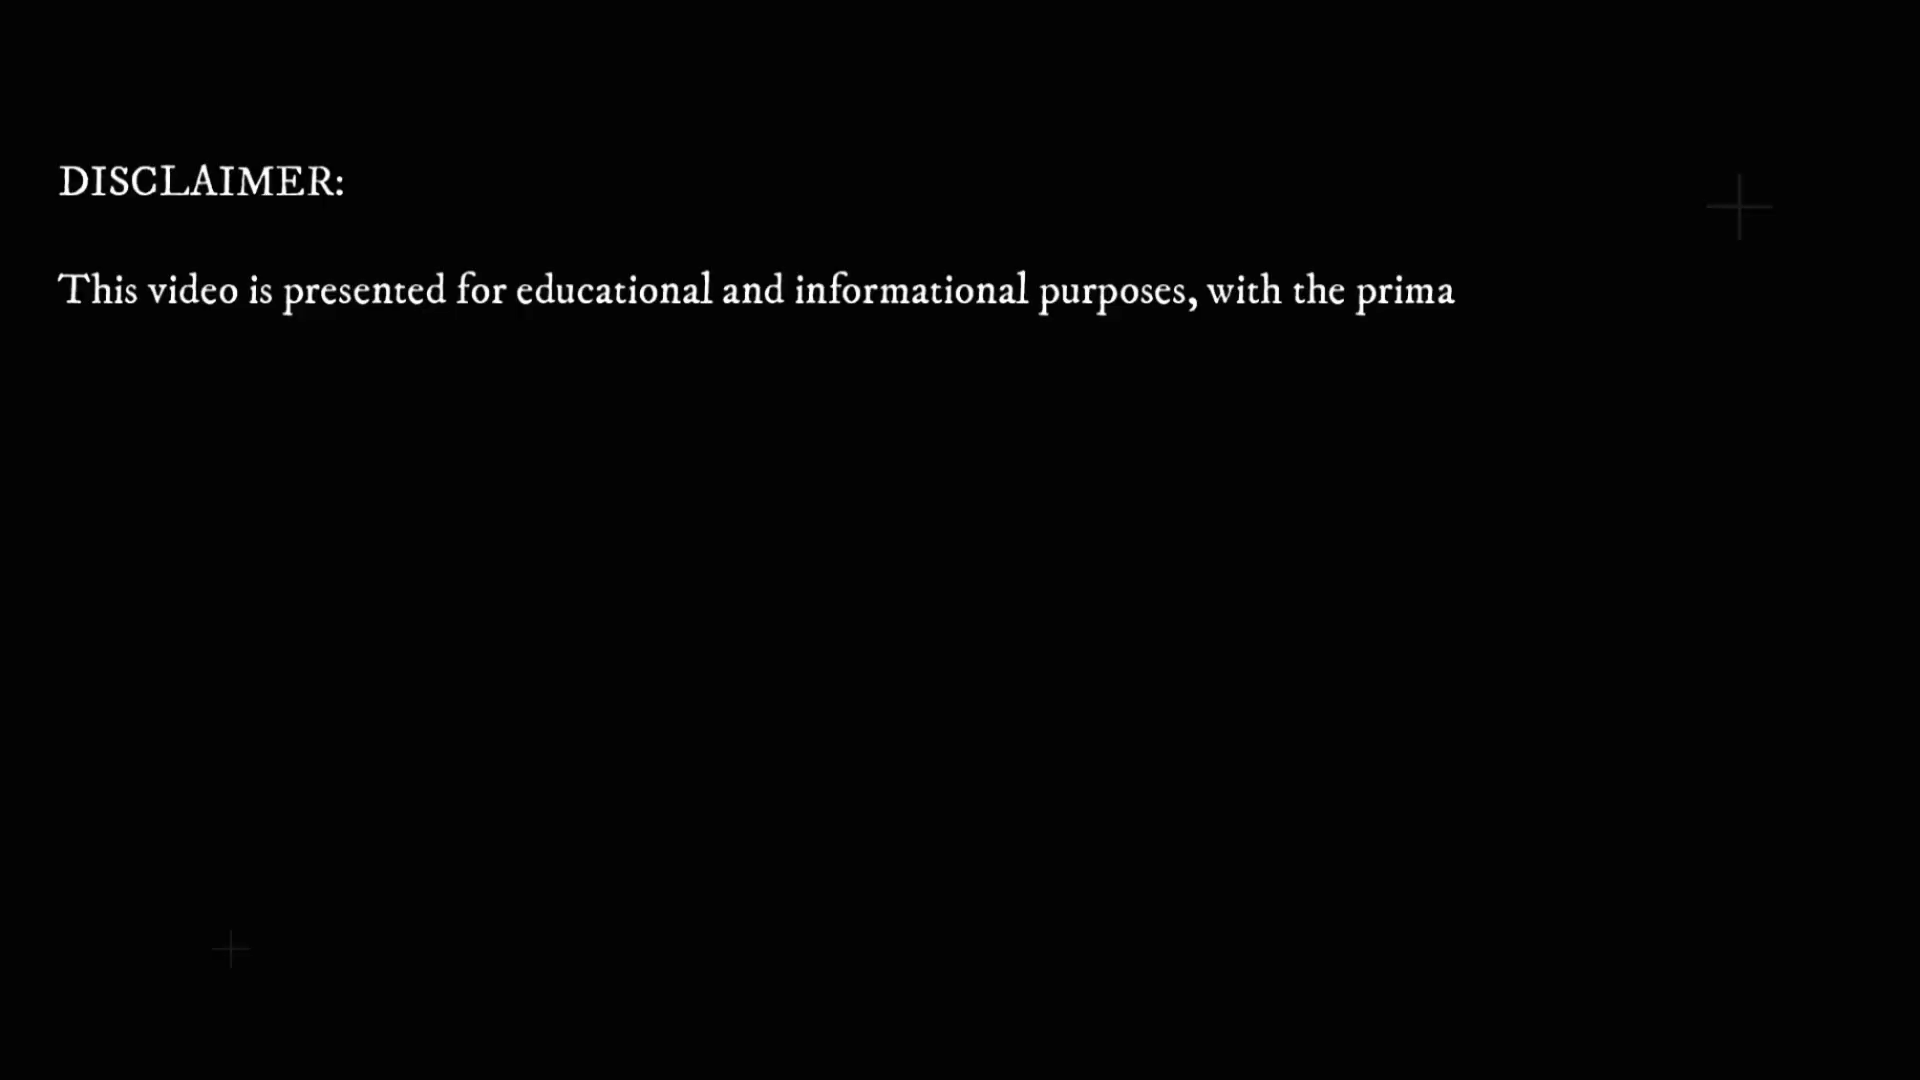 DISCLAIMER:
This video is presented for educational and informational purposes, with the prima